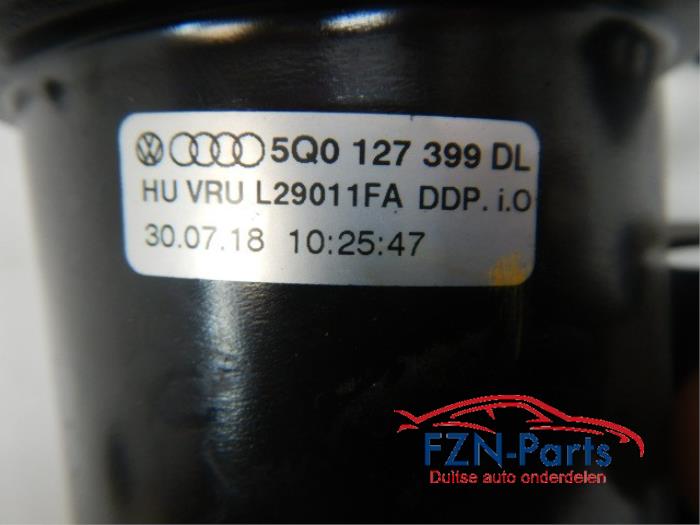 5Q0 127 399 DL
HU VRU L29011FA DDP. i.O
30.07.18 10:25:47
FZN-Parts
Duitse auto onderdelen